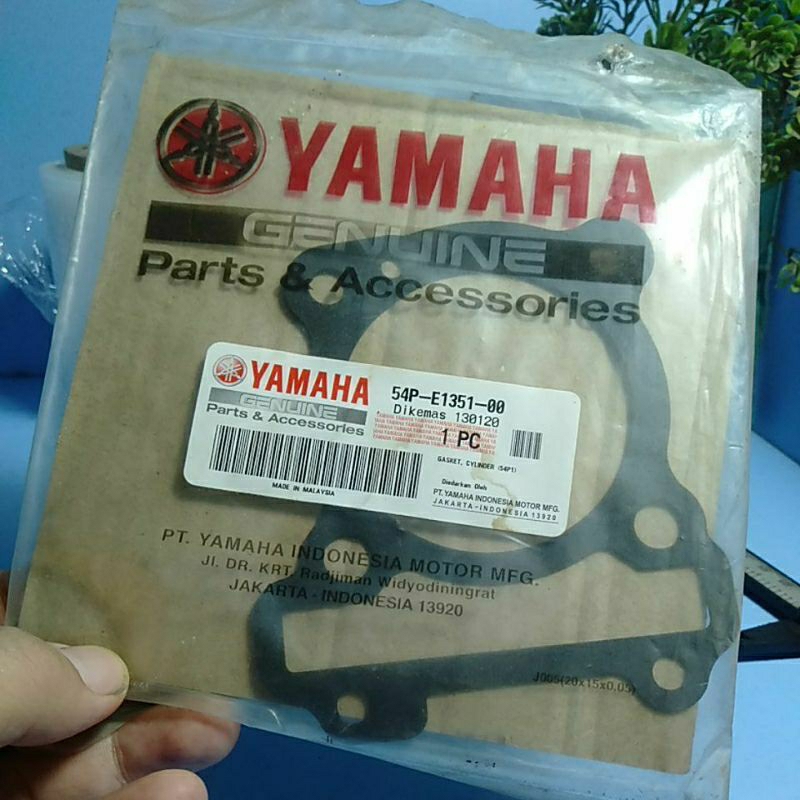 YAMAHA
GENUINE
Parts & Accessories
YAMAHA
GENUINE
Parts & Accessories
MADE IN MALAYSIA
54P-E1351-00
Dikemas 130120
1 PC
GASKET, CYLINDER (54P1)
Diedarkan Oleh
PT. YAMAHA INDONESIA MOTOR MFG.
JAKARTA-INDONESIA 13920
PT. YAMAHA INDONESIA MOTOR MFG.
Jl. DR. KRT. Radjiman Widyodiningrat
JAKARTA - INDONESIA 13920
J005(20x15x0.05)